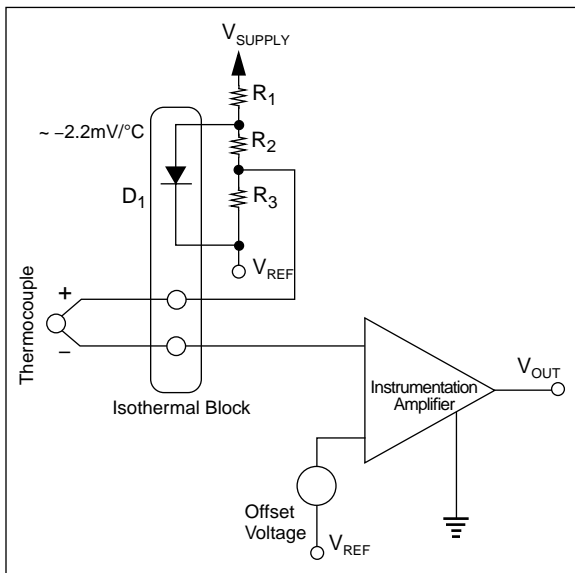 V_SUPPLY
R1
~ −2.2mV/°C
R2
D1
R3
V_REF
+
−
Thermocouple
Isothermal Block
Instrumentation
Amplifier
V_OUT
Offset
Voltage
V_REF